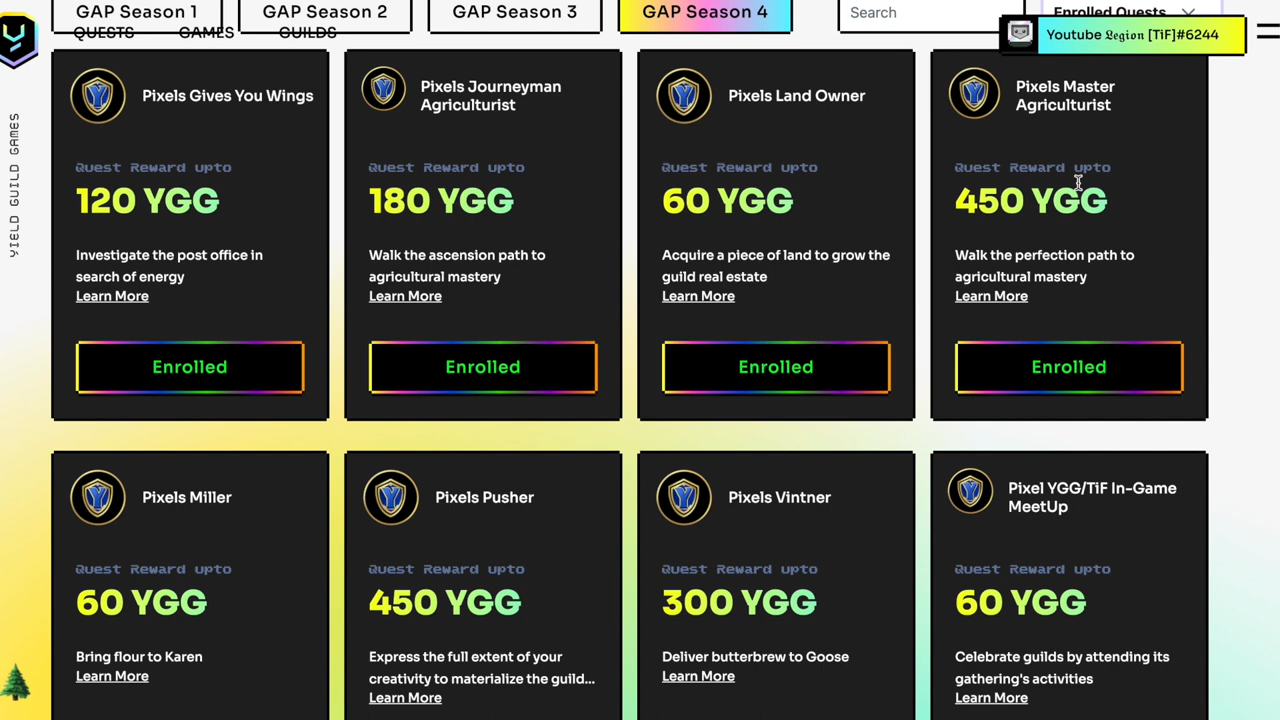 GAP Season 1
GAP Season 2
GAP Season 3
GAP Season 4
Search
Enrolled Quests
QUESTS
GAMES
GUILDS
Youtube 𝕷𝖊𝖌𝖎𝖔𝖓 [TiF]#6244
YIELD GUILD GAMES
Pixels Gives You Wings
Quest Reward upto
120 YGG
Investigate the post office in
search of energy
Learn More
Enrolled
Pixels Journeyman
Agriculturist
Quest Reward upto
180 YGG
Walk the ascension path to
agricultural mastery
Learn More
Enrolled
Pixels Land Owner
Quest Reward upto
60 YGG
Acquire a piece of land to grow the
guild real estate
Learn More
Enrolled
Pixels Master
Agriculturist
Quest Reward upto
450 YGG
Walk the perfection path to
agricultural mastery
Learn More
Enrolled
Pixels Miller
Quest Reward upto
60 YGG
Bring flour to Karen
Learn More
Pixels Pusher
Quest Reward upto
450 YGG
Express the full extent of your
creativity to materialize the guild...
Learn More
Pixels Vintner
Quest Reward upto
300 YGG
Deliver butterbrew to Goose
Learn More
Pixel YGG/TiF In-Game
MeetUp
Quest Reward upto
60 YGG
Celebrate guilds by attending its
gathering's activities
Learn More